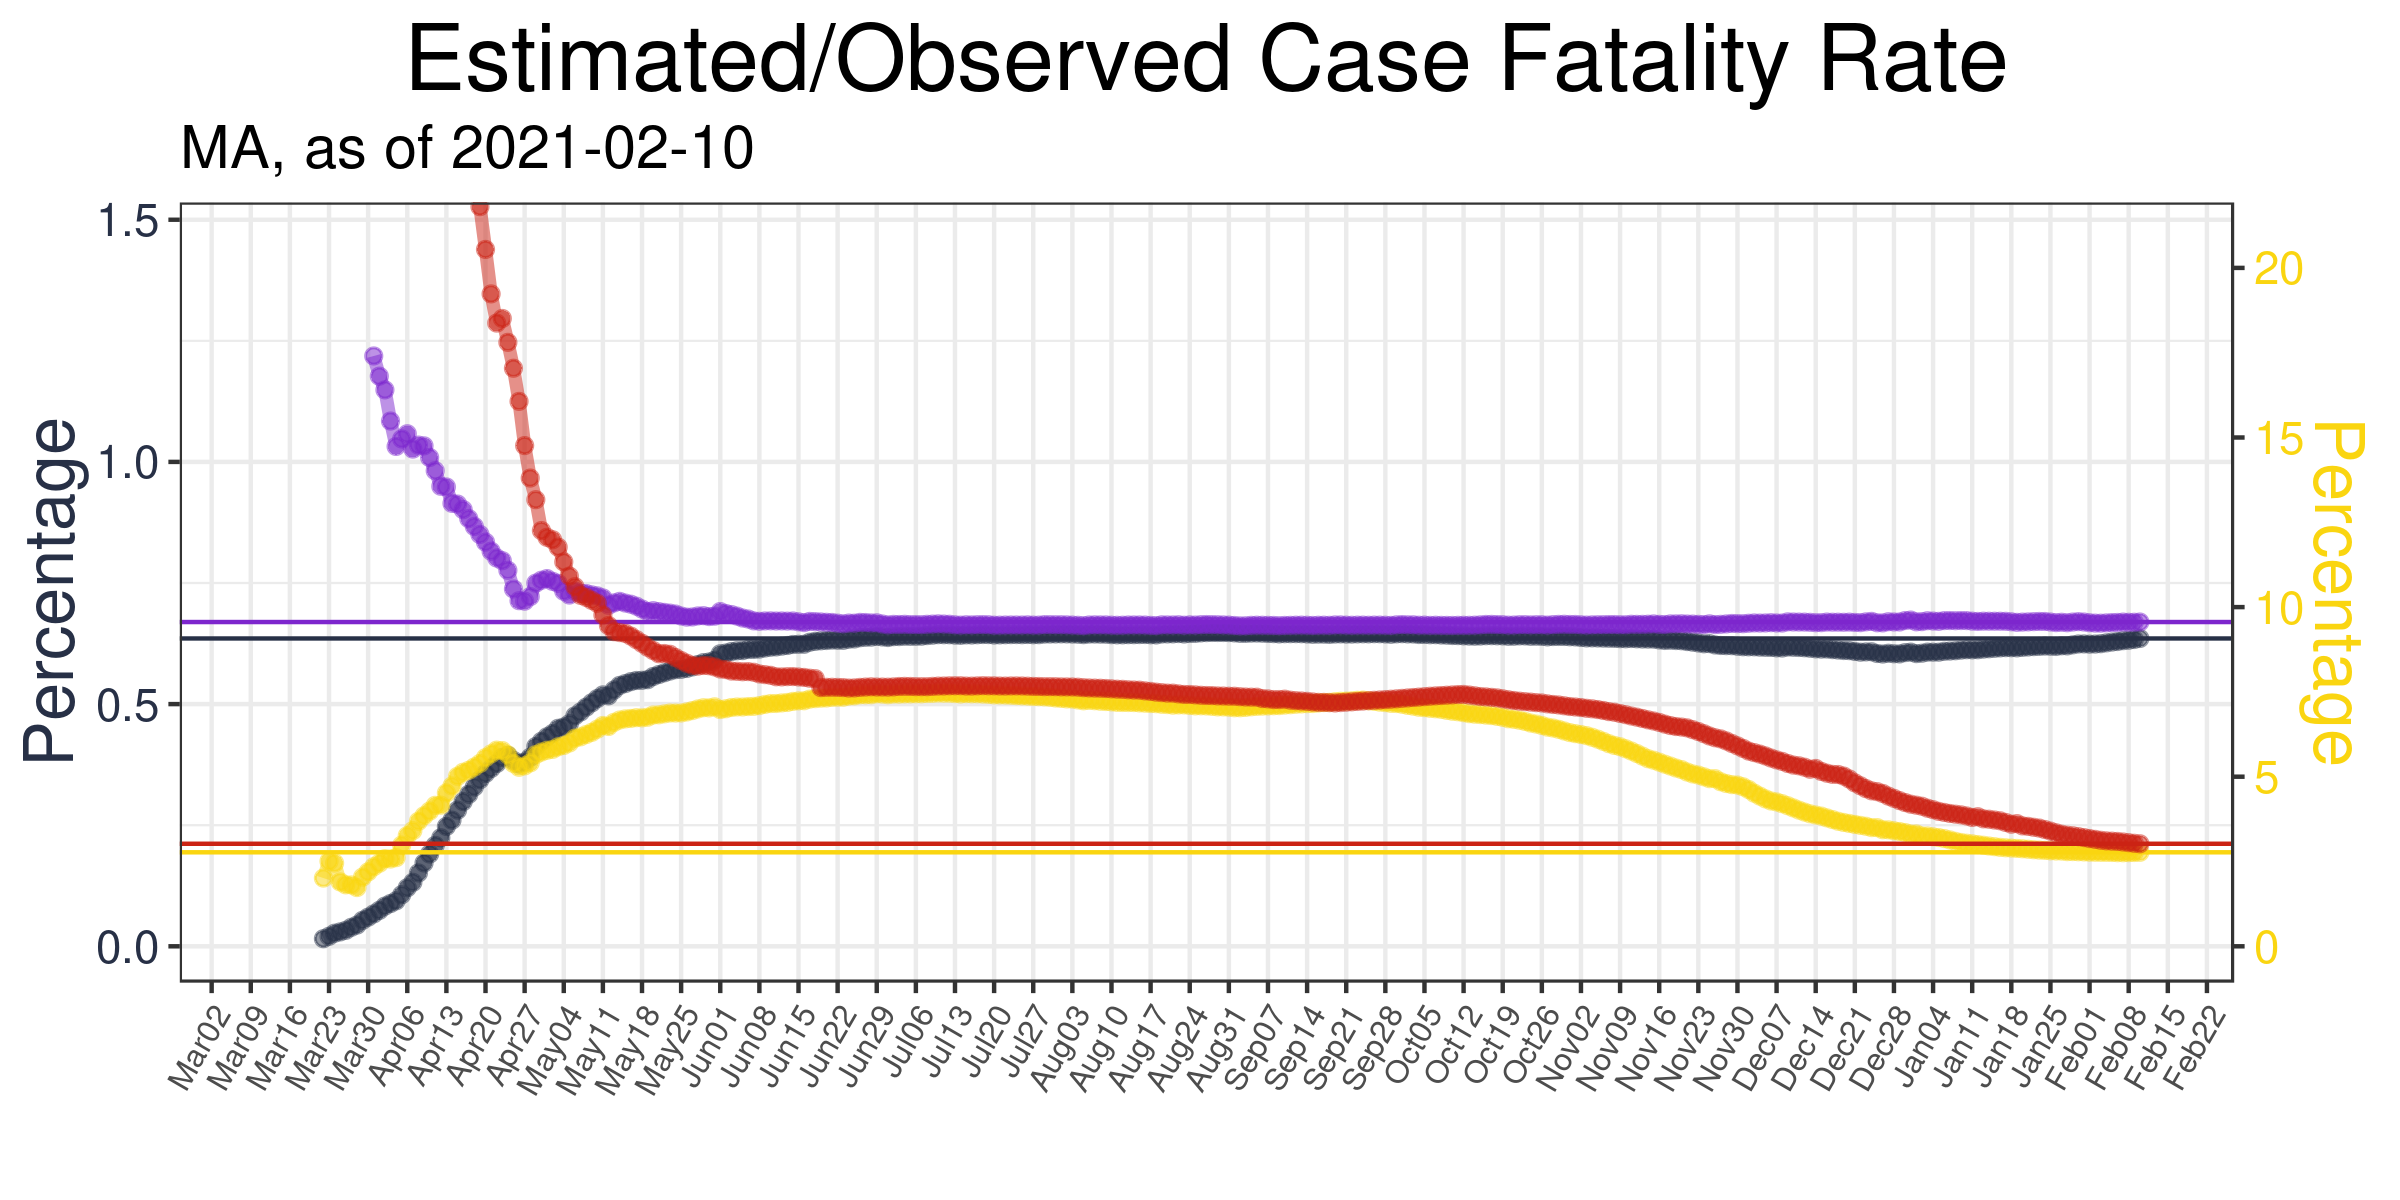 Estimated/Observed Case Fatality Rate
MA, as of 2021-02-10
Percentage
1.5
1.0
0.5
0.0
20
15
10
5
0
Percentage
Mar02 Mar09 Mar16 Mar23 Mar30 Apr06 Apr13 Apr20 Apr27 May04 May11 May18 May25 Jun01 Jun08 Jun15 Jun22 Jun29 Jul06 Jul13 Jul20 Jul27 Aug03 Aug10 Aug17 Aug24 Aug31 Sep07 Sep14 Sep21 Sep28 Oct05 Oct12 Oct19 Oct26 Nov02 Nov09 Nov16 Nov23 Nov30 Dec07 Dec14 Dec21 Dec28 Jan04 Jan11 Jan18 Jan25 Feb01 Feb08 Feb15 Feb22